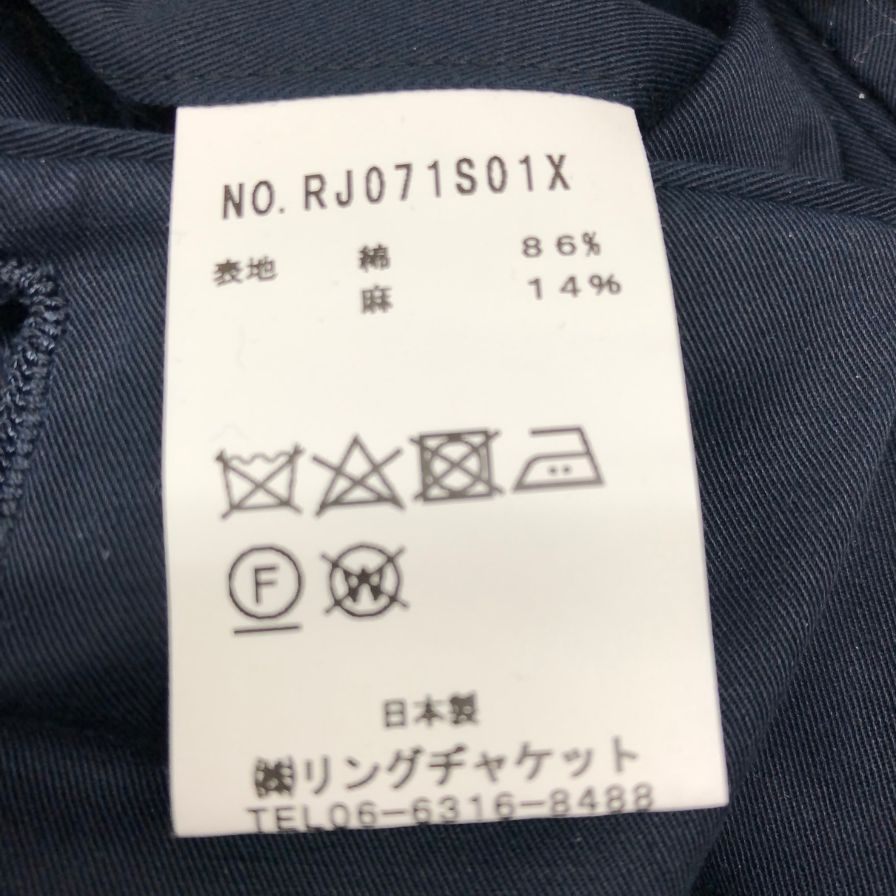 NO.RJ071S01X
表地 綿 86%
麻 14%
F
W
日本製
㈱リングヂャケット
TEL06-6316-8488